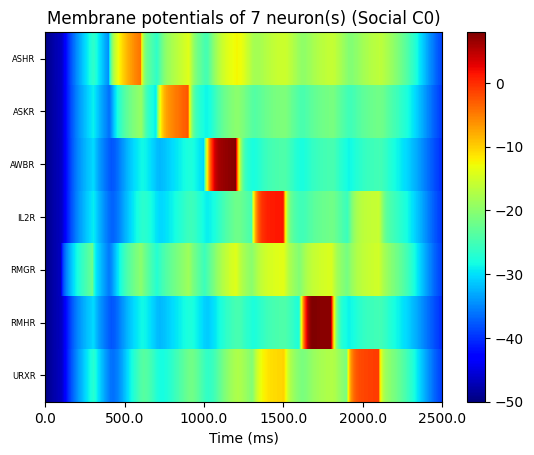 Membrane potentials of 7 neuron(s) (Social C0)
ASHR
ASKR
AWBR
IL2R
RMGR
RMHR
URXR
0.0 500.0 1000.0 1500.0 2000.0 2500.0
Time (ms)
0
−10
−20
−30
−40
−50